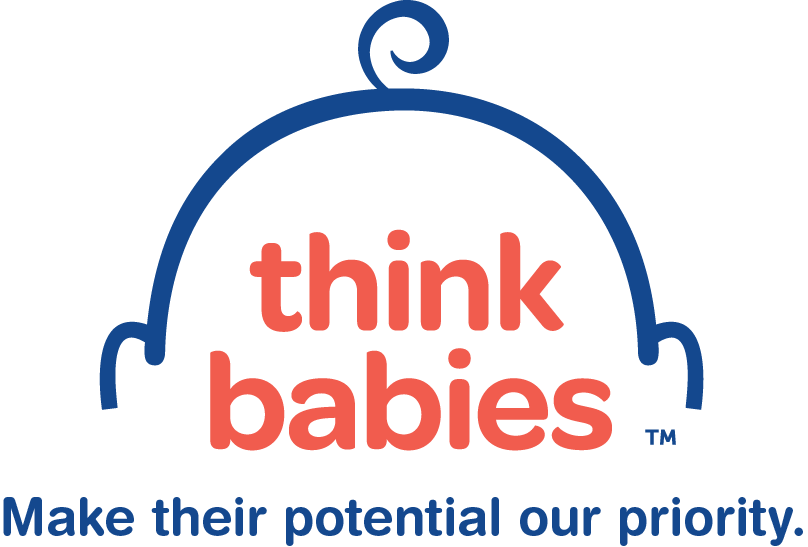 think
babies ™
Make their potential our priority.